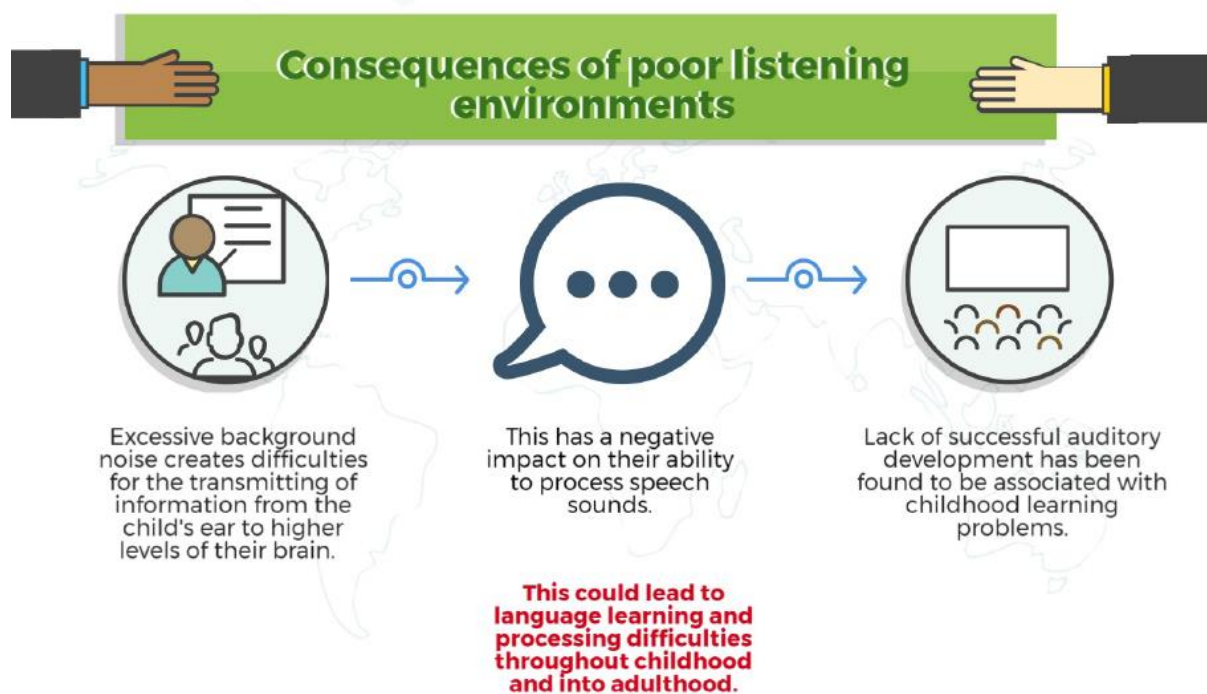 Consequences of poor listening
environments
Excessive background
noise creates difficulties
for the transmitting of
information from the
child's ear to higher
levels of their brain.
This has a negative
impact on their ability
to process speech
sounds.
Lack of successful auditory
development has been
found to be associated with
childhood learning
problems.
This could lead to
language learning and
processing difficulties
throughout childhood
and into adulthood.